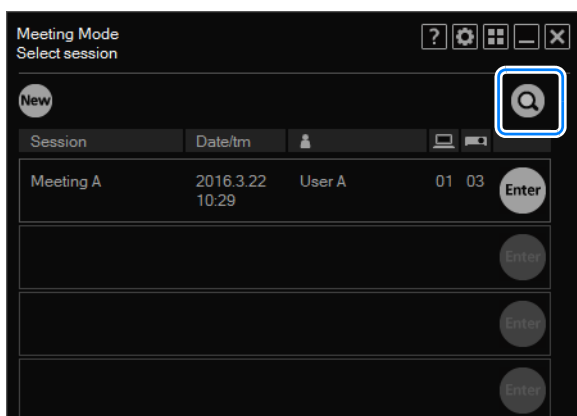 Meeting Mode
Select session
?
New
Session Date/tm
Meeting A 2016.3.22 User A 01 03 Enter
10:29
Enter
Enter
Enter